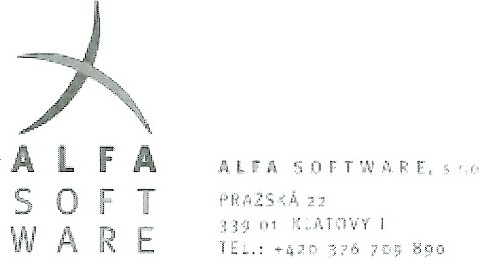 ALFA
SOFT
WARE
ALFA SOFTWARE, s.r.o.
PRAŽSKÁ 22
339 01 KLATOVY I
TEL.: +420 376 709 890